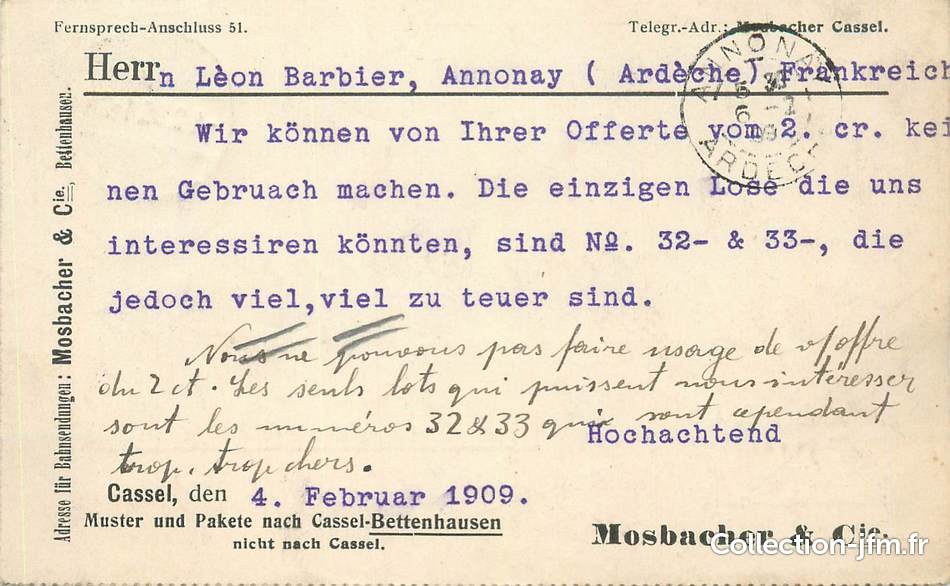 Fernsprech-Anschluss 51.
Telegr.-Adr.: Mosbacher Cassel.
Herrn Lèon Barbier, Annonay ( Ardèche) Frankreich
Wir können von Ihrer Offerte vom 2. cr. kei
nen Gebruach machen. Die einzigen Lose die uns
interessiren könnten, sind Nº. 32- & 33-, die
jedoch viel,viel zu teuer sind.
Nous ne pouvons pas faire usage de v/offre
du 2 ct. Les seuls lots qui puissent nous intéresser
sont les numéros 32 & 33 qui sont cependant
trop, trop chers.
Hochachtend
Cassel, den 4. Februar 1909.
Muster und Pakete nach Cassel-Bettenhausen
nicht nach Cassel.
Mosbacher & Cie.
Adresse für Bahnsendungen: Mosbacher & Cie. Bettenhausen.
ANNONAY
ARDECHE
Collection-jfm.fr